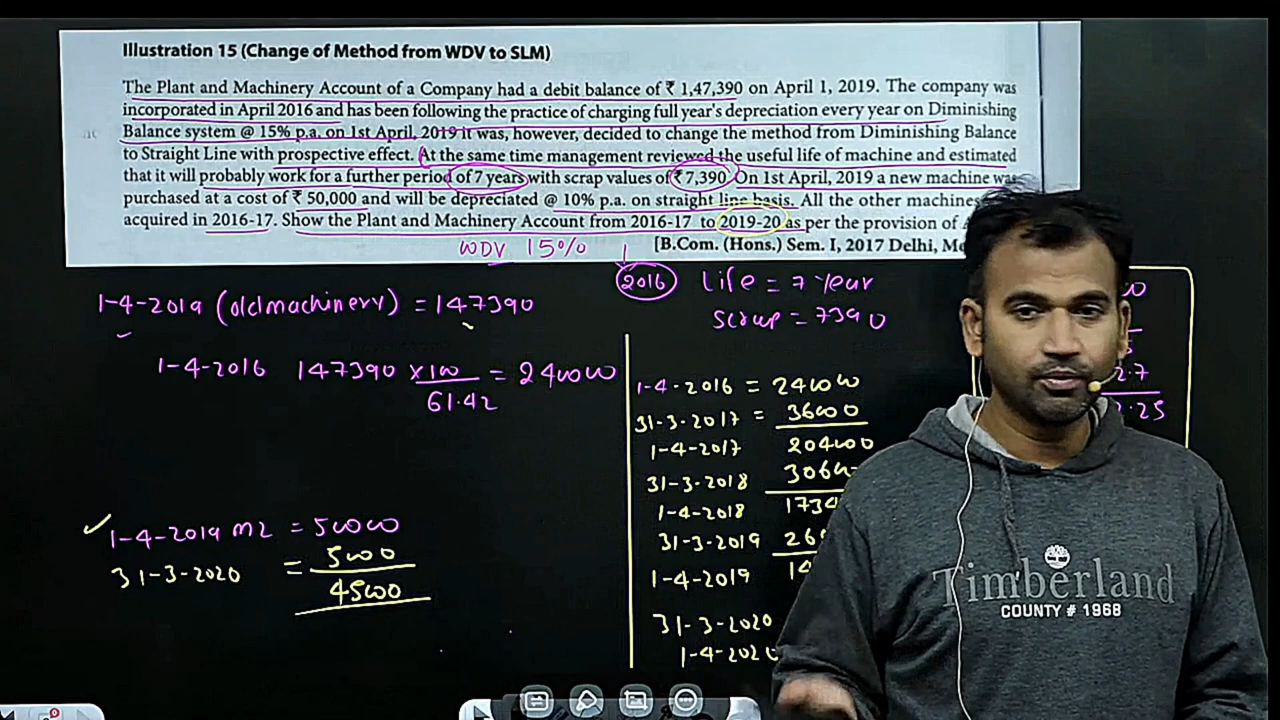 Illustration 15 (Change of Method from WDV to SLM)
The Plant and Machinery Account of a Company had a debit balance of ₹ 1,47,390 on April 1, 2019. The company was
incorporated in April 2016 and has been following the practice of charging full year's depreciation every year on Diminishing
Balance system @ 15% p.a. on 1st April, 2019 it was, however, decided to change the method from Diminishing Balance
to Straight Line with prospective effect. At the same time management reviewed the useful life of machine and estimated
that it will probably work for a further period of 7 years with scrap values of ₹ 7,390 On 1st April, 2019 a new machine was
purchased at a cost of ₹ 50,000 and will be depreciated @ 10% p.a. on straight line basis. All the other machines
acquired in 2016-17. Show the Plant and Machinery Account from 2016-17 to 2019-20 as per the provision of
[B.Com. (Hons.) Sem. I, 2017 Delhi,
WDV 15%
2016 Life = 7 year
scrap = 7390
1-4-2019 (old machinery) = 147390
1-4-2016 147390 × 100 = 240000
61.42
1-4-2016 = 240000
31-3-2017 = 36000
1-4-2017 204000
31-3-2018
1-4-2018
31-3-2019
1-4-2019
31-3-2020
1-4-2020
1-4-2019 m2 = 50000
31-3-2020 = 5000
45000
Timberland
COUNTY # 1968